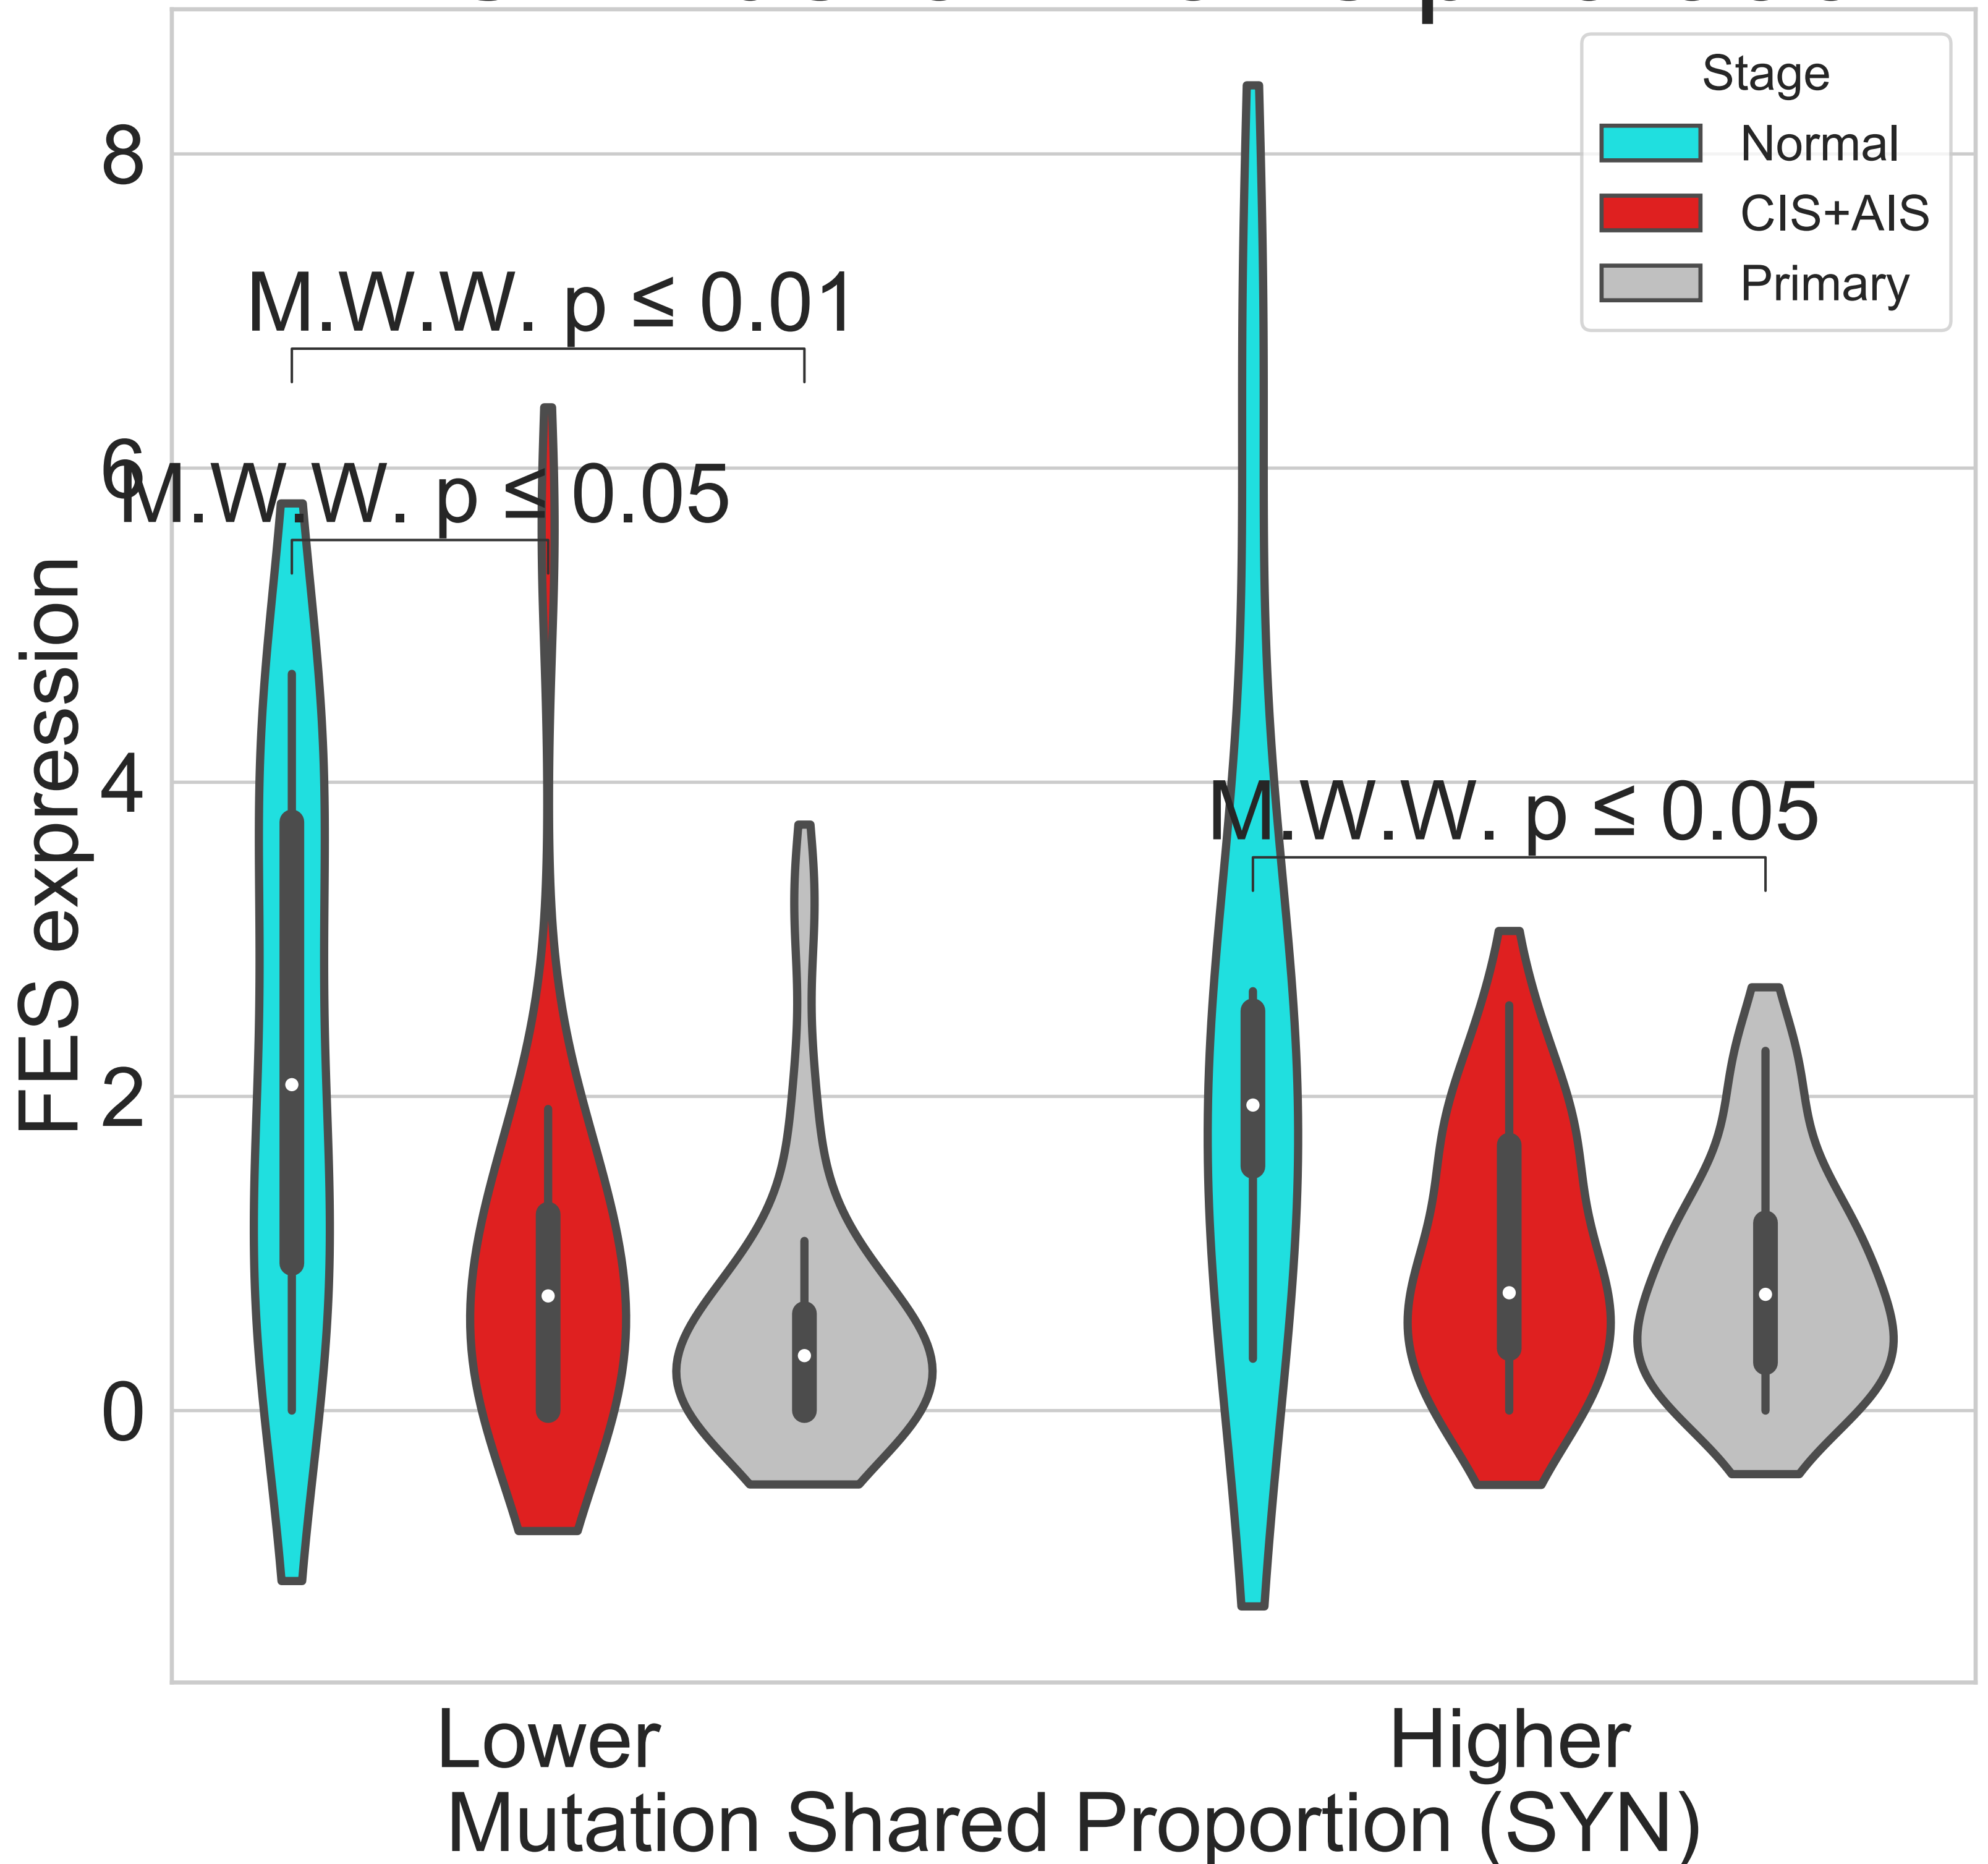 Stage
Normal
CIS+AIS
Primary
8
6
4
2
0
FES expression
M.W.W. p ≤ 0.01
M.W.W. p ≤ 0.05
M.W.W. p ≤ 0.05
Lower
Higher
Mutation Shared Proportion (SYN)